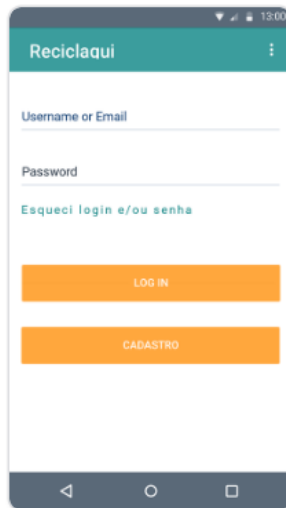 13:00
Reciclaqui
Username or Email
Password
Esqueci login e/ou senha
LOG IN
CADASTRO